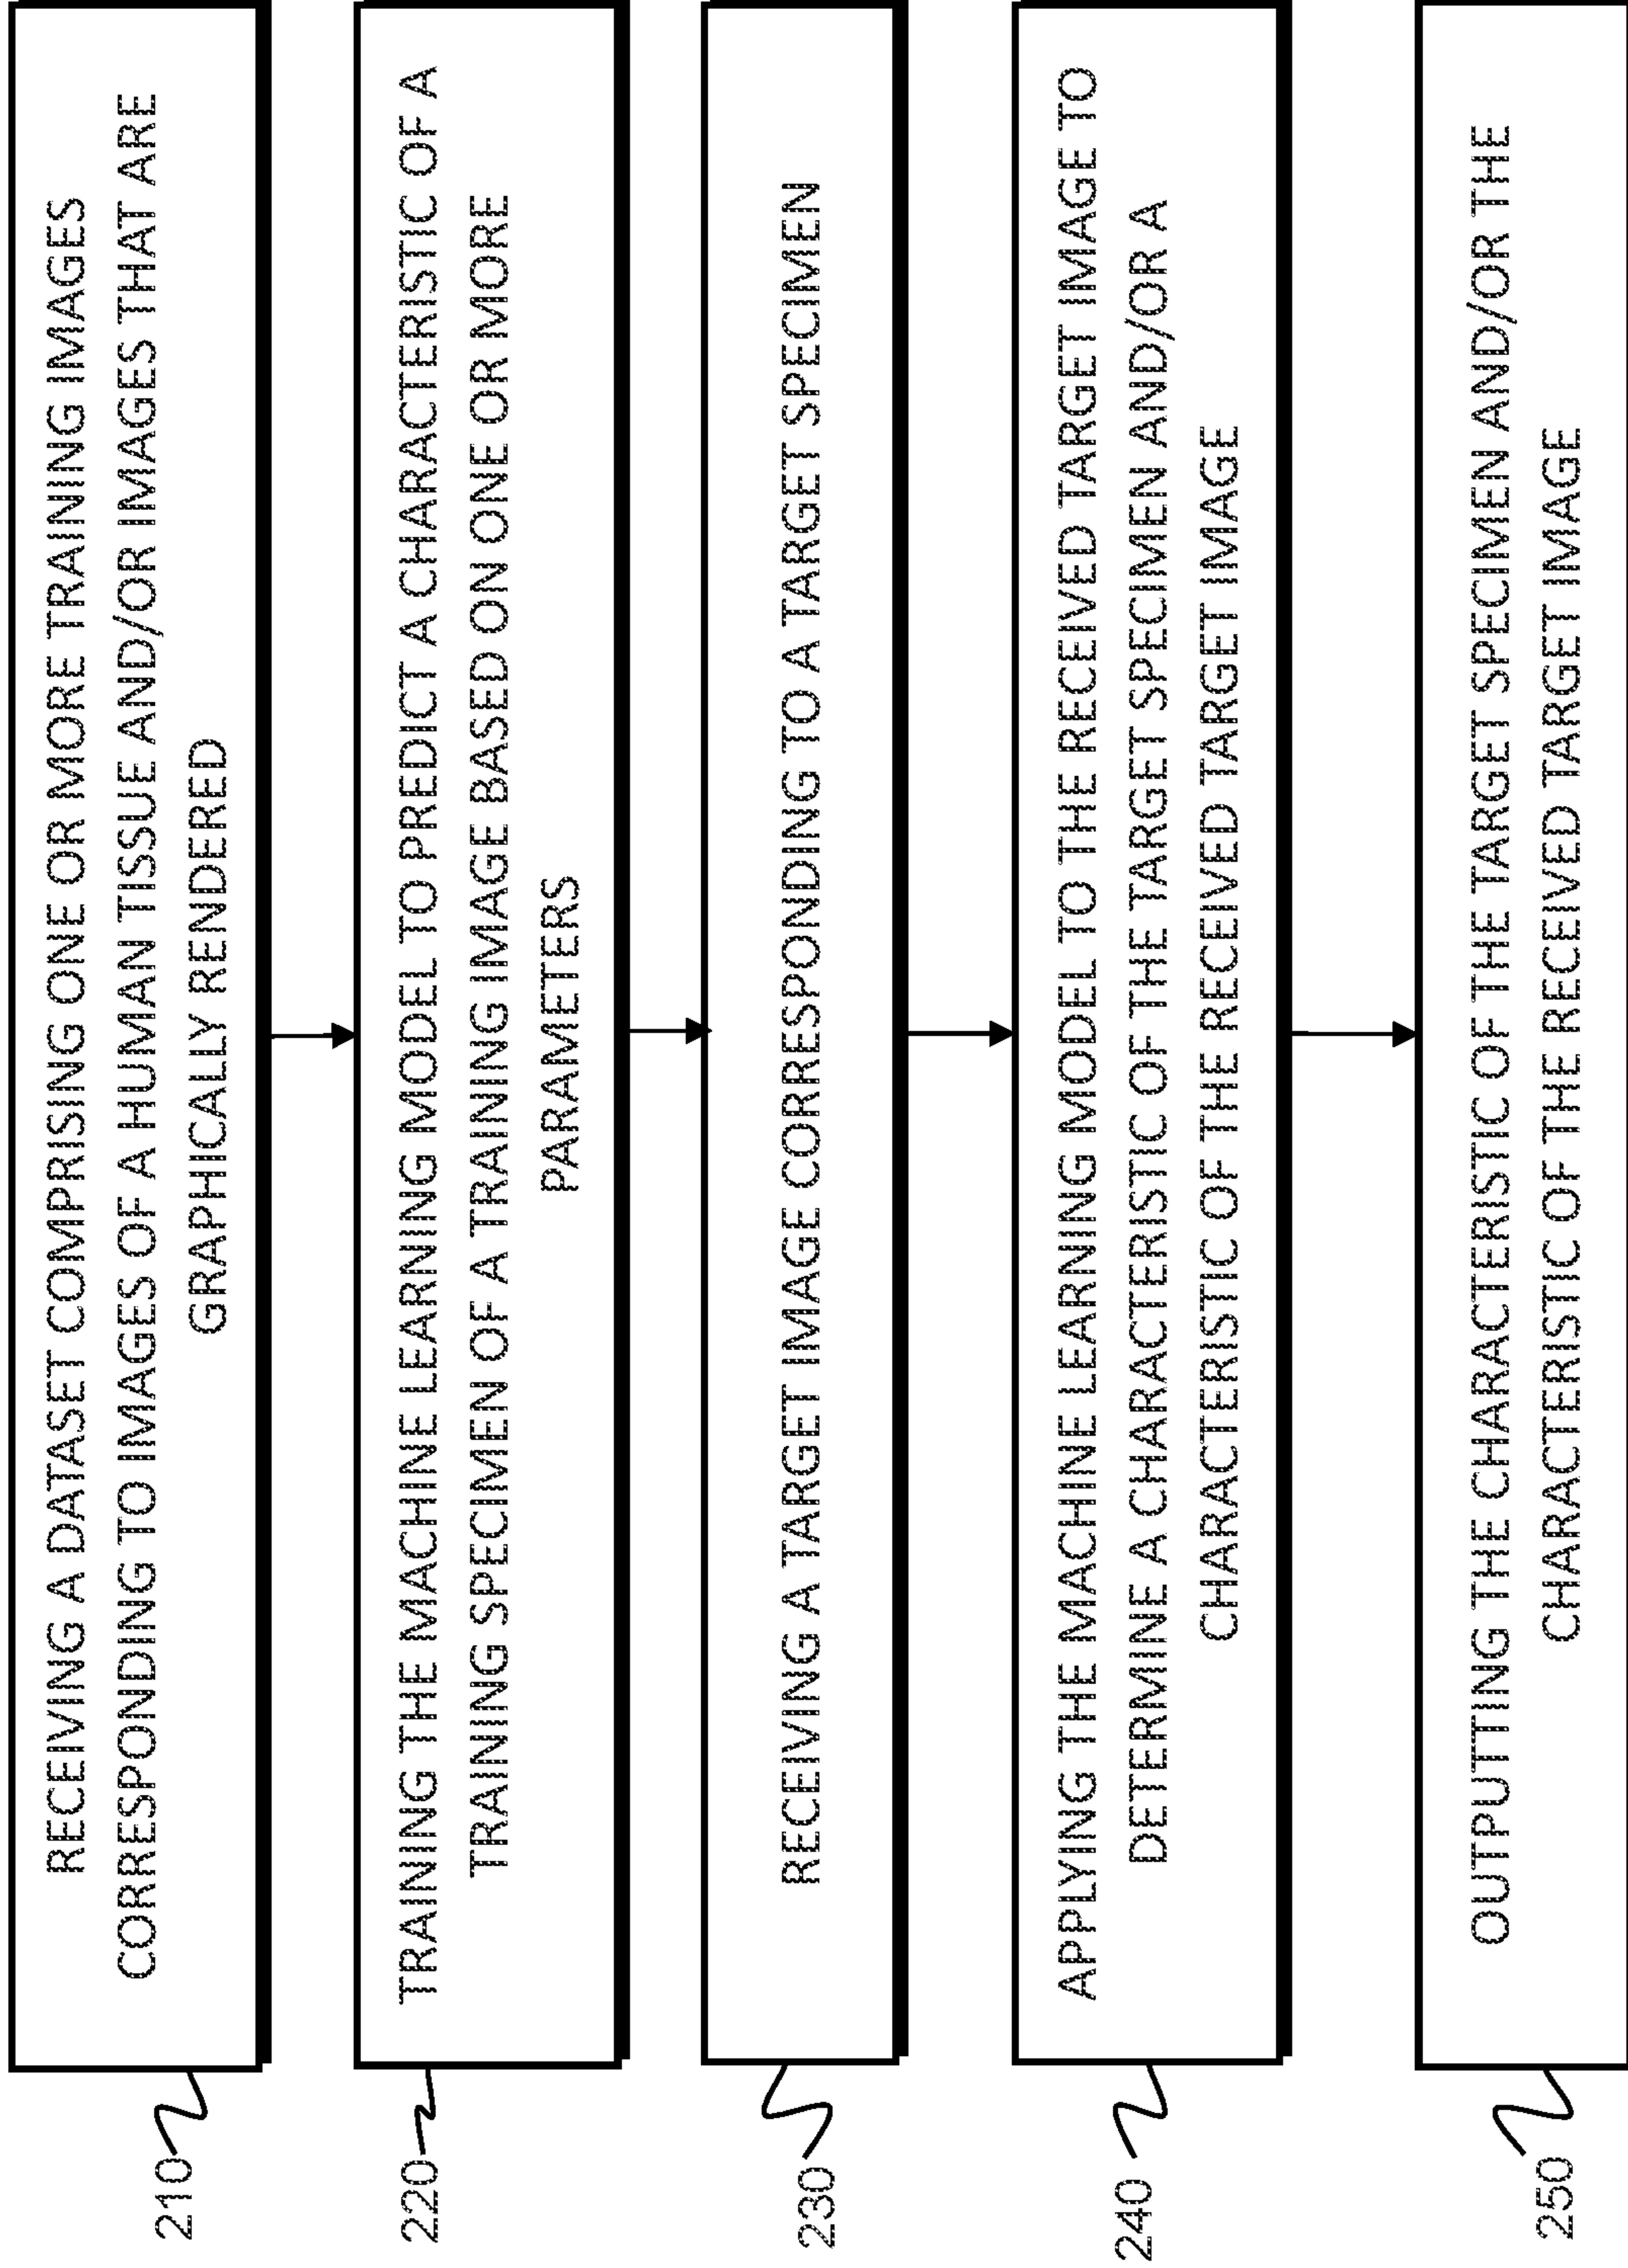 210
RECEIVING A DATASET COMPRISING ONE OR MORE TRAINING IMAGES
CORRESPONDING TO IMAGES OF A HUMAN TISSUE AND/OR IMAGES THAT ARE
GRAPHICALLY RENDERED
220
TRAINING THE MACHINE LEARNING MODEL TO PREDICT A CHARACTERISTIC OF A
TRAINING SPECIMEN OF A TRAINING IMAGE BASED ON ONE OR MORE
PARAMETERS
230
RECEIVING A TARGET IMAGE CORRESPONDING TO A TARGET SPECIMEN
240
APPLYING THE MACHINE LEARNING MODEL TO THE RECEIVED TARGET IMAGE TO
DETERMINE A CHARACTERISTIC OF THE TARGET SPECIMEN AND/OR A
CHARACTERISTIC OF THE RECEIVED TARGET IMAGE
250
OUTPUTTING THE CHARACTERISTIC OF THE TARGET SPECIMEN AND/OR THE
CHARACTERISTIC OF THE RECEIVED TARGET IMAGE